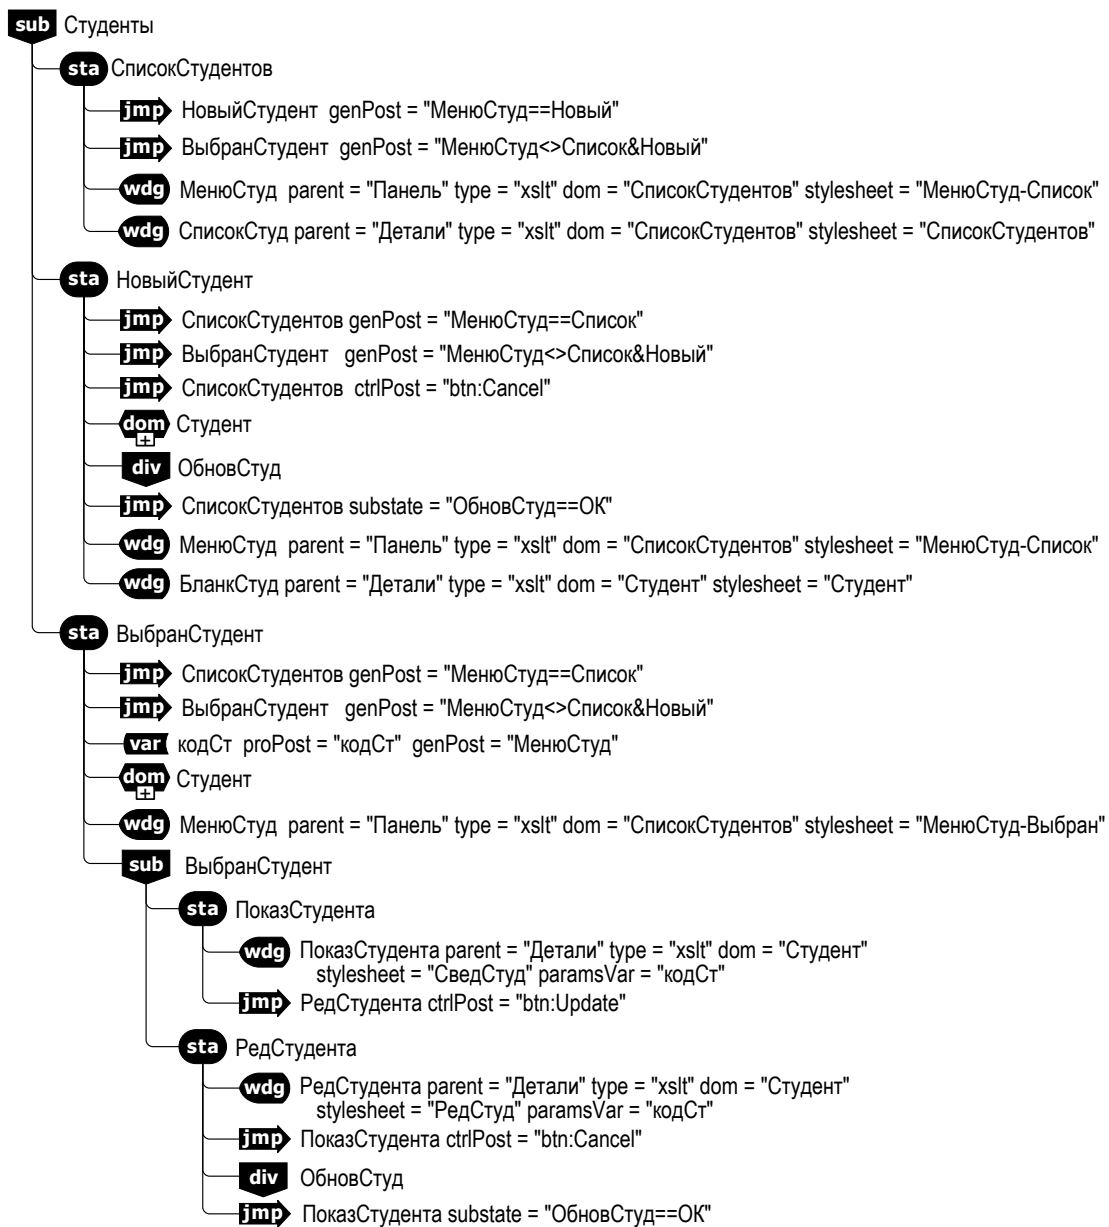 sub Студенты
sta СписокСтудентов
jmp НовыйСтудент genPost = "МенюСтуд==Новый"
jmp ВыбранСтудент genPost = "МенюСтуд<>Список&Новый"
wdg МенюСтуд parent = "Панель" type = "xslt" dom = "СписокСтудентов" stylesheet = "МенюСтуд-Список"
wdg СписокСтуд parent = "Детали" type = "xslt" dom = "СписокСтудентов" stylesheet = "СписокСтудентов"
sta НовыйСтудент
jmp СписокСтудентов genPost = "МенюСтуд==Список"
jmp ВыбранСтудент genPost = "МенюСтуд<>Список&Новый"
jmp СписокСтудентов ctrlPost = "btn:Cancel"
dom Студент
div ОбновСтуд
jmp СписокСтудентов substate = "ОбновСтуд==ОК"
wdg МенюСтуд parent = "Панель" type = "xslt" dom = "СписокСтудентов" stylesheet = "МенюСтуд-Список"
wdg БланкСтуд parent = "Детали" type = "xslt" dom = "Студент" stylesheet = "Студент"
sta ВыбранСтудент
jmp СписокСтудентов genPost = "МенюСтуд==Список"
jmp ВыбранСтудент genPost = "МенюСтуд<>Список&Новый"
var кодСт proPost = "кодСт" genPost = "МенюСтуд"
dom Студент
wdg МенюСтуд parent = "Панель" type = "xslt" dom = "СписокСтудентов" stylesheet = "МенюСтуд-Выбран"
sub ВыбранСтудент
sta ПоказСтудента
wdg ПоказСтудента parent = "Детали" type = "xslt" dom = "Студент"
stylesheet = "СведСтуд" paramsVar = "кодСт"
jmp РедСтудента ctrlPost = "btn:Update"
sta РедСтудента
wdg РедСтудента parent = "Детали" type = "xslt" dom = "Студент"
stylesheet = "РедСтуд" paramsVar = "кодСт"
jmp ПоказСтудента ctrlPost = "btn:Cancel"
div ОбновСтуд
jmp ПоказСтудента substate = "ОбновСтуд==ОК"